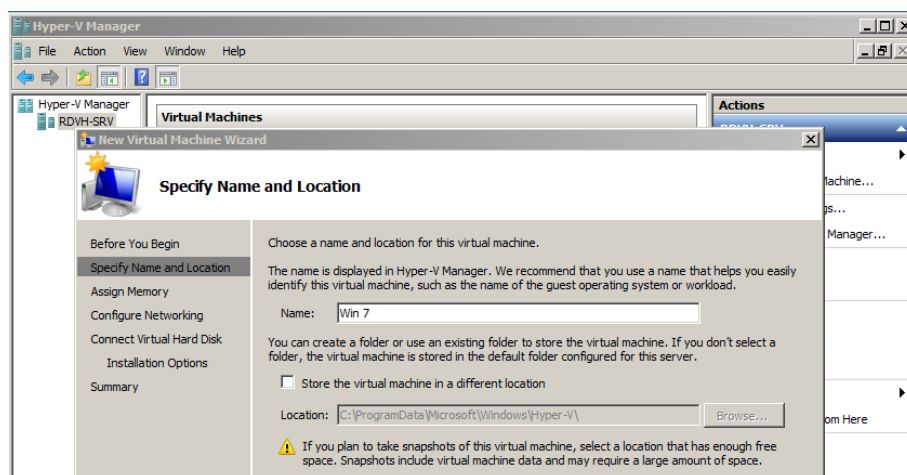 Hyper-V Manager
File Action View Window Help
Hyper-V Manager
RDVH-SRV
Virtual Machines
Actions
New Virtual Machine Wizard
Specify Name and Location
Before You Begin
Specify Name and Location
Assign Memory
Configure Networking
Connect Virtual Hard Disk
Installation Options
Summary
Choose a name and location for this virtual machine.
The name is displayed in Hyper-V Manager. We recommend that you use a name that helps you easily
identify this virtual machine, such as the name of the guest operating system or workload.
Name: Win 7
You can create a folder or use an existing folder to store the virtual machine. If you don't select a
folder, the virtual machine is stored in the default folder configured for this server.
Store the virtual machine in a different location
Location: C:\ProgramData\Microsoft\Windows\Hyper-V\ Browse...
If you plan to take snapshots of this virtual machine, select a location that has enough free
space. Snapshots include virtual machine data and may require a large amount of space.
Manager...
om Here